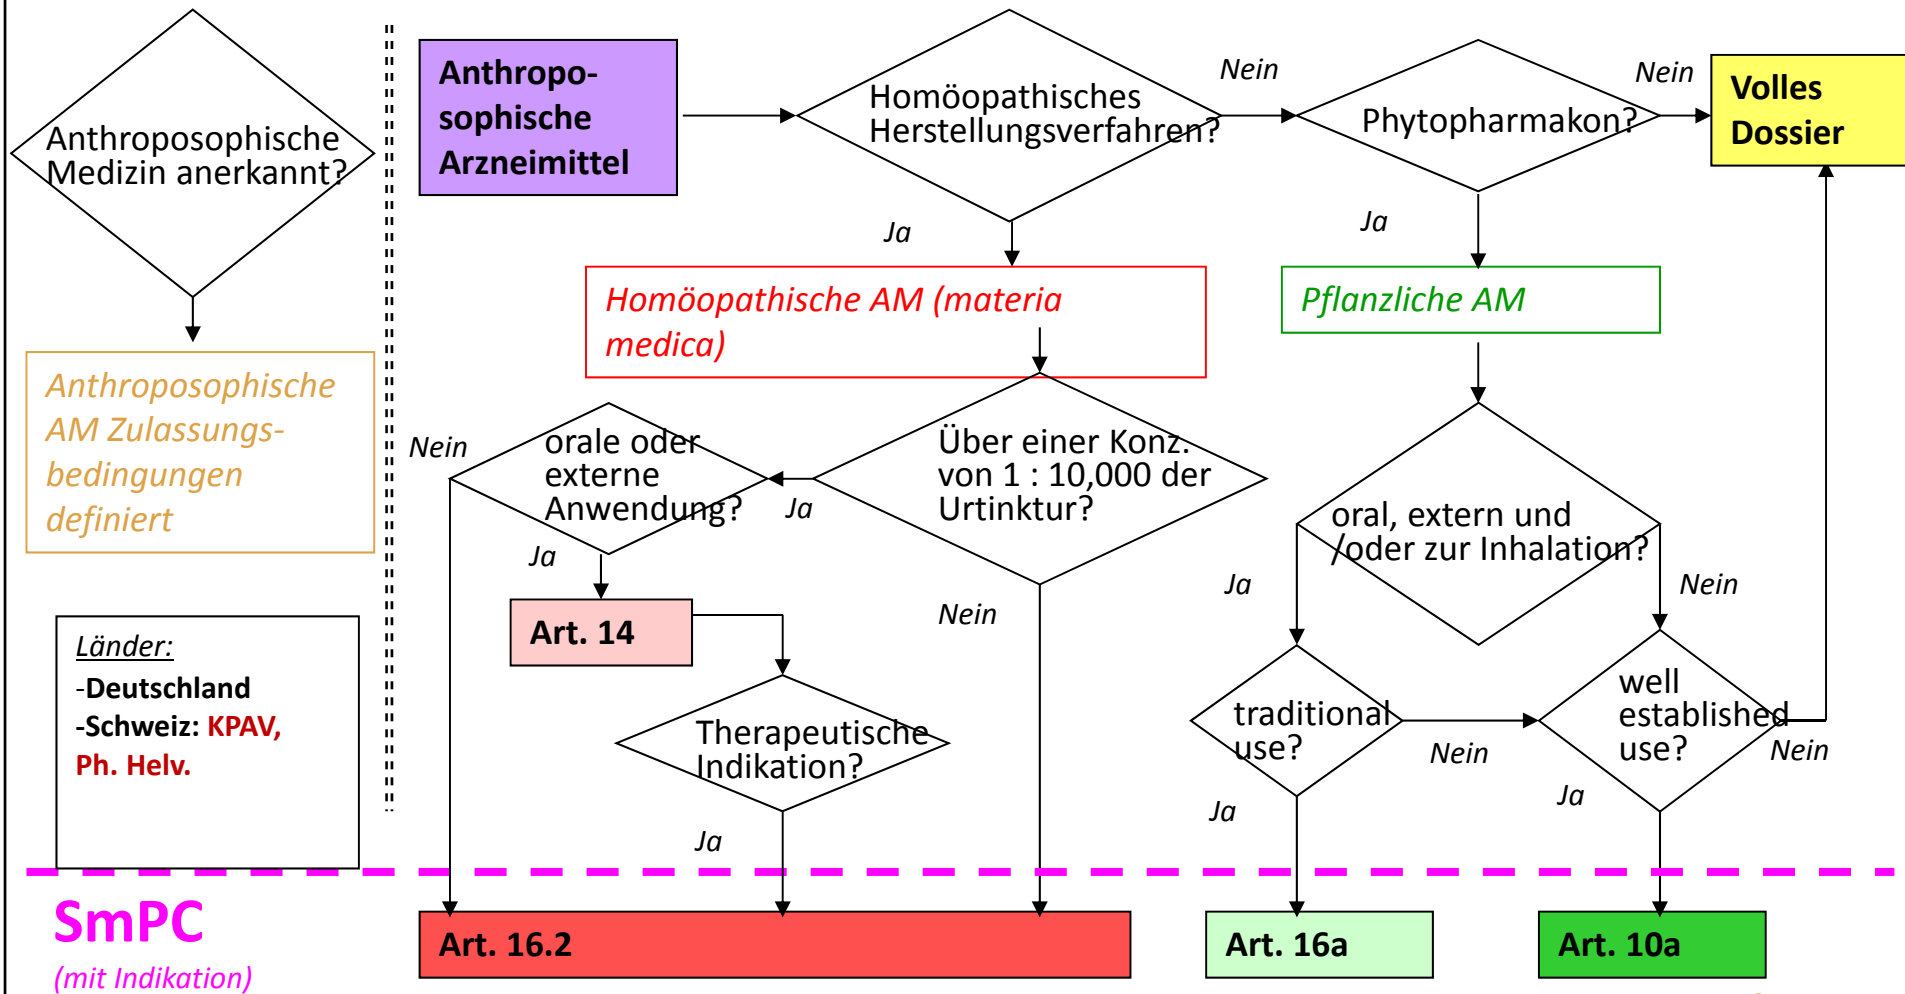 Anthroposophische
Medizin anerkannt?
Anthroposophische
AM Zulassungs-
bedingungen
definiert
Länder:
-Deutschland
-Schweiz: KPAV,
Ph. Helv.
Anthropo-
sophische
Arzneimittel
Homöopathisches
Herstellungsverfahren?
Nein
Phytopharmakon?
Nein
Volles
Dossier
Ja
Ja
Homöopathische AM (materia
medica)
Pflanzliche AM
Nein
orale oder
externe
Anwendung?
Ja
Über einer Konz.
von 1 : 10,000 der
Urtinktur?
oral, extern und
/oder zur Inhalation?
Ja
Art. 14
Nein
Ja
Nein
Therapeutische
Indikation?
traditional
use?
Nein
well
established
use?
Nein
Ja
Ja
Ja
SmPC
(mit Indikation)
Art. 16.2
Art. 16a
Art. 10a